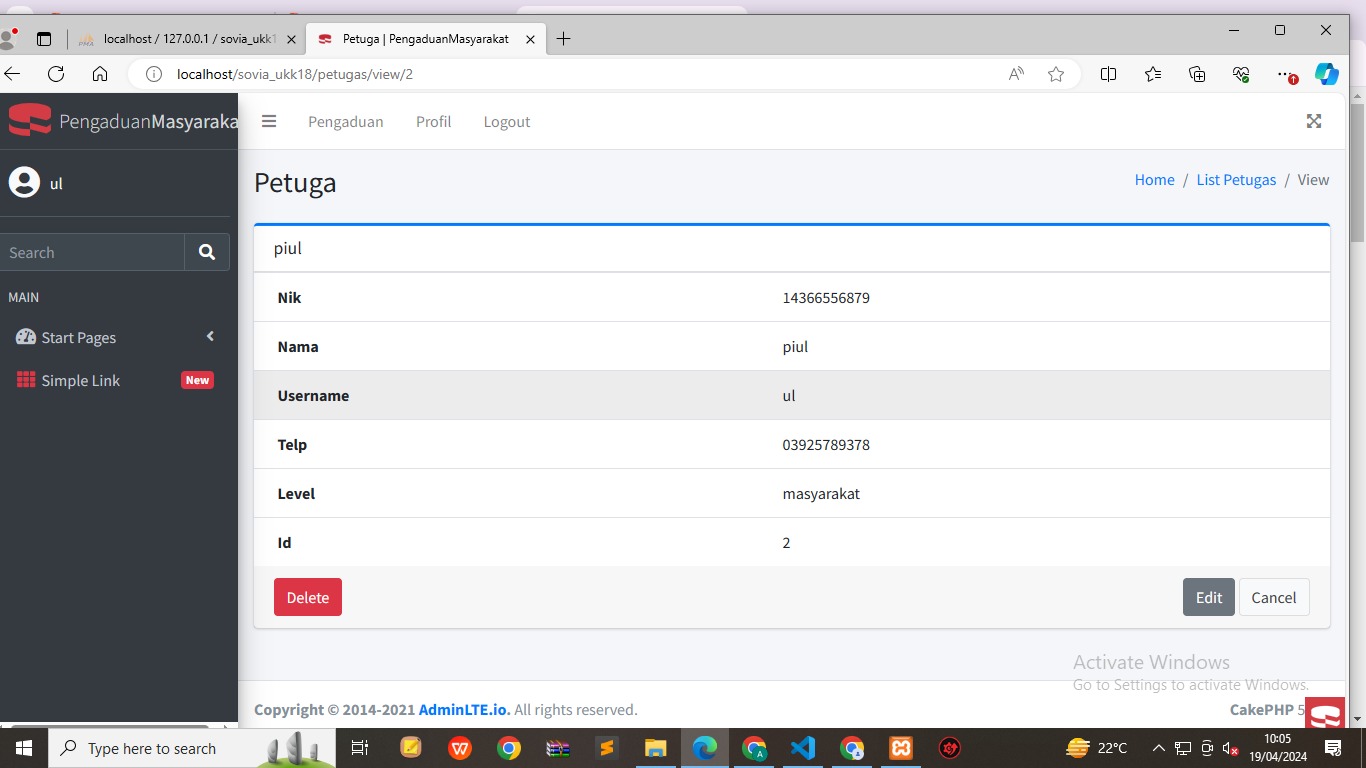 localhost / 127.0.0.1 / sovia_ukk1
Petuga | PengaduanMasyarakat
localhost/sovia_ukk18/petugas/view/2
PengaduanMasyaraka
Pengaduan Profil Logout
ul
Petuga
Home / List Petugas / View
Search
MAIN
Start Pages
Simple Link New
piul
Nik 14366556879
Nama piul
Username ul
Telp 03925789378
Level masyarakat
Id 2
Delete Edit Cancel
Activate Windows
Go to Settings to activate Windows.
Copyright © 2014-2021 AdminLTE.io. All rights reserved.
CakePHP 5
Type here to search
22°C
10:05
19/04/2024